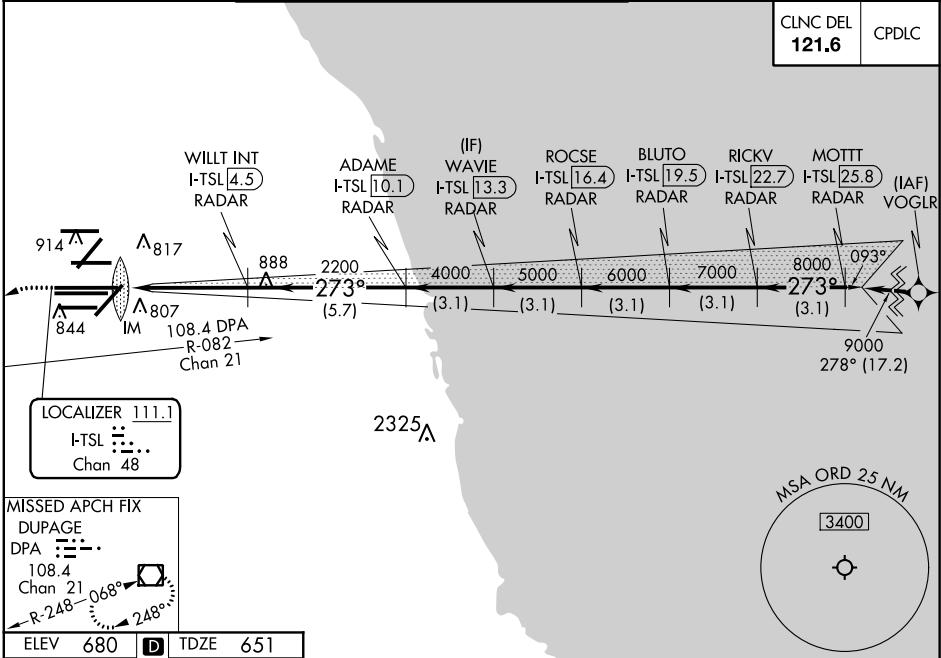 CLNC DEL
121.6
CPDLC
WILLT INT
I-TSL 4.5
RADAR
ADAME
I-TSL 10.1
RADAR
(IF)
WAVIE
I-TSL 13.3
RADAR
ROCSE
I-TSL 16.4
RADAR
BLUTO
I-TSL 19.5
RADAR
RICKV
I-TSL 22.7
RADAR
MOTTT
I-TSL 25.8
RADAR
(IAF)
VOGLR
914
817
888
2200
4000
5000
6000
7000
8000
093°
273°
273°
(5.7)
(3.1)
(3.1)
(3.1)
(3.1)
(3.1)
844
807
IM
9000
278° (17.2)
108.4 DPA
R-082
Chan 21
LOCALIZER 111.1
I-TSL
Chan 48
2325
MISSED APCH FIX
DUPAGE
DPA
108.4
Chan 21
R-248
068°
248°
MSA ORD 25 NM
3400
ELEV 680 D TDZE 651